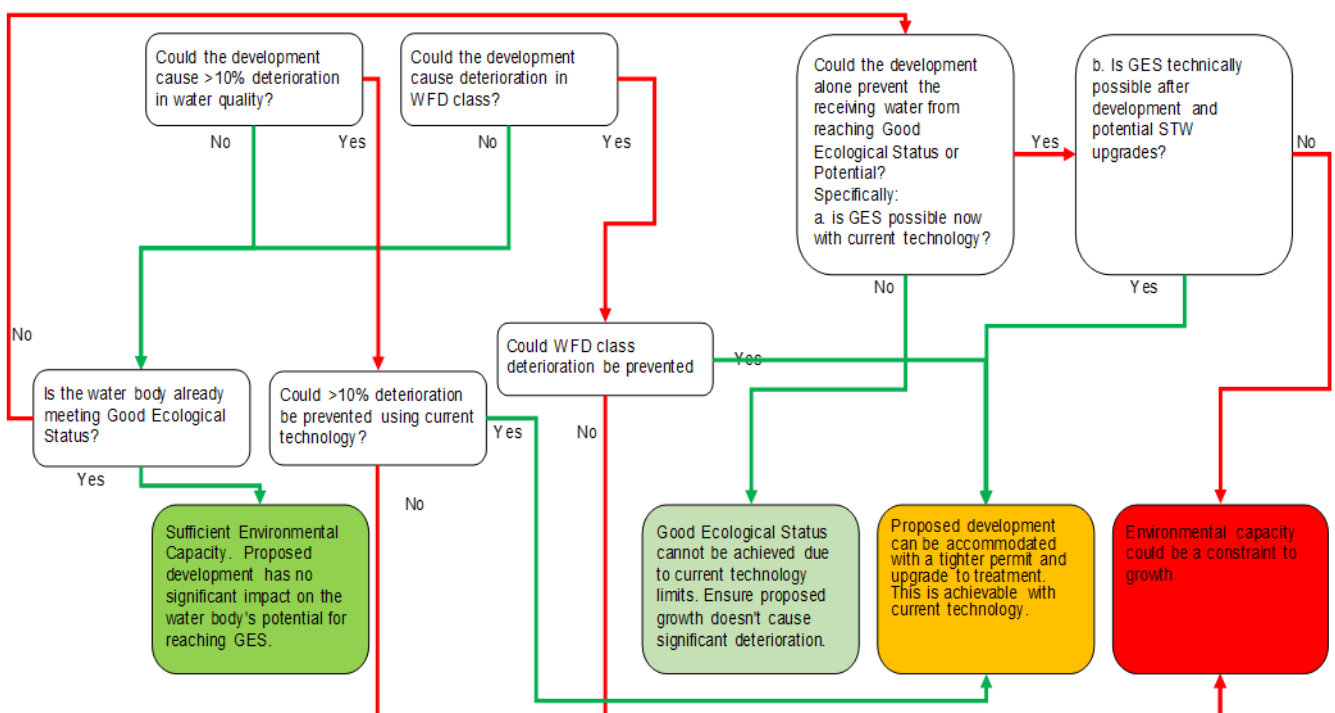 Could the development
cause >10% deterioration
in water quality?
Could the development
cause deterioration in
WFD class?
Could the development
alone prevent the
receiving water from
reaching Good
Ecological Status or
Potential?
Specifically:
a. is GES possible now
with current technology?
b. Is GES technically
possible after
development and
potential STW
upgrades?
No
Yes
No
Yes
Yes
No
No
Yes
No
Could WFD class
deterioration be prevented
Yes
Is the water body already
meeting Good Ecological
Status?
Could >10% deterioration
be prevented using current
technology?
Yes
No
Yes
No
Sufficient Environmental
Capacity. Proposed
development has no
significant impact on the
water body's potential for
reaching GES.
Good Ecological Status
cannot be achieved due
to current technology
limits. Ensure proposed
growth doesn't cause
significant deterioration.
Proposed development
can be accommodated
with a tighter permit and
upgrade to treatment.
This is achievable with
current technology.
Environmental capacity
could be a constraint to
growth